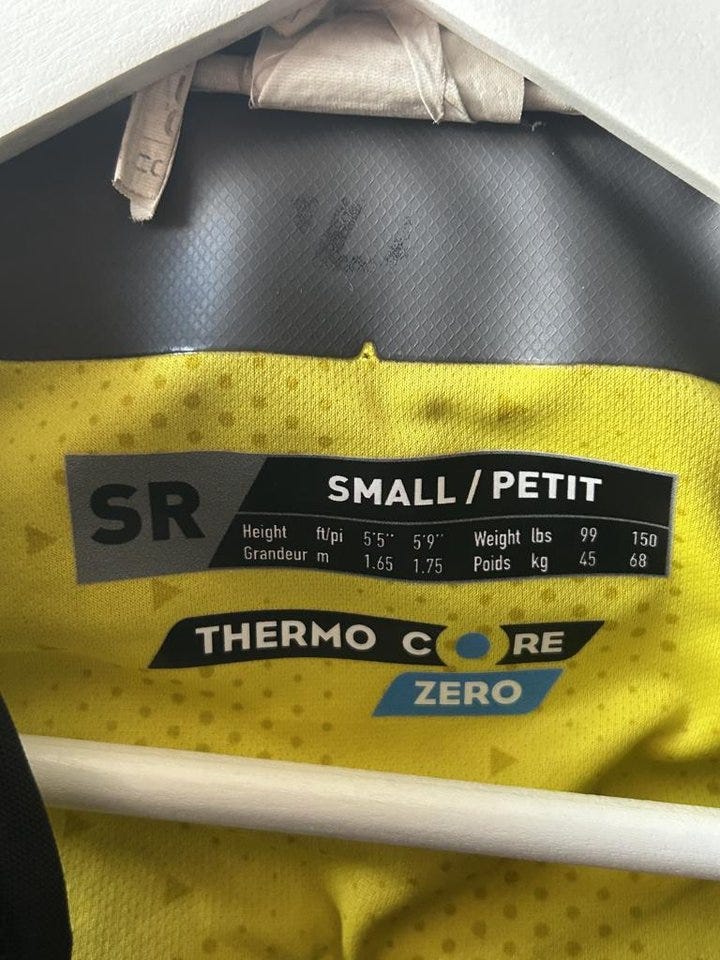 SR
SMALL / PETIT
Height ft/pi 5'5'' 5'9'' Weight lbs 99 150
Grandeur m 1.65 1.75 Poids kg 45 68
THERMO CORE
ZERO